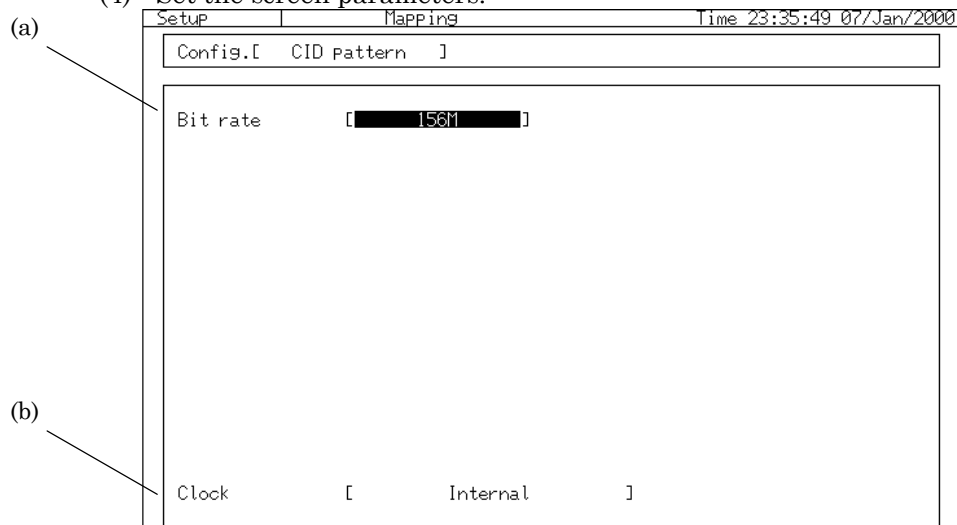 (4) Set the screen parameters.
(a)
Setup Mapping Time 23:35:49 07/Jan/2000
Config.[ CID pattern ]
Bit rate [ 156M ]
(b)
Clock [ Internal ]